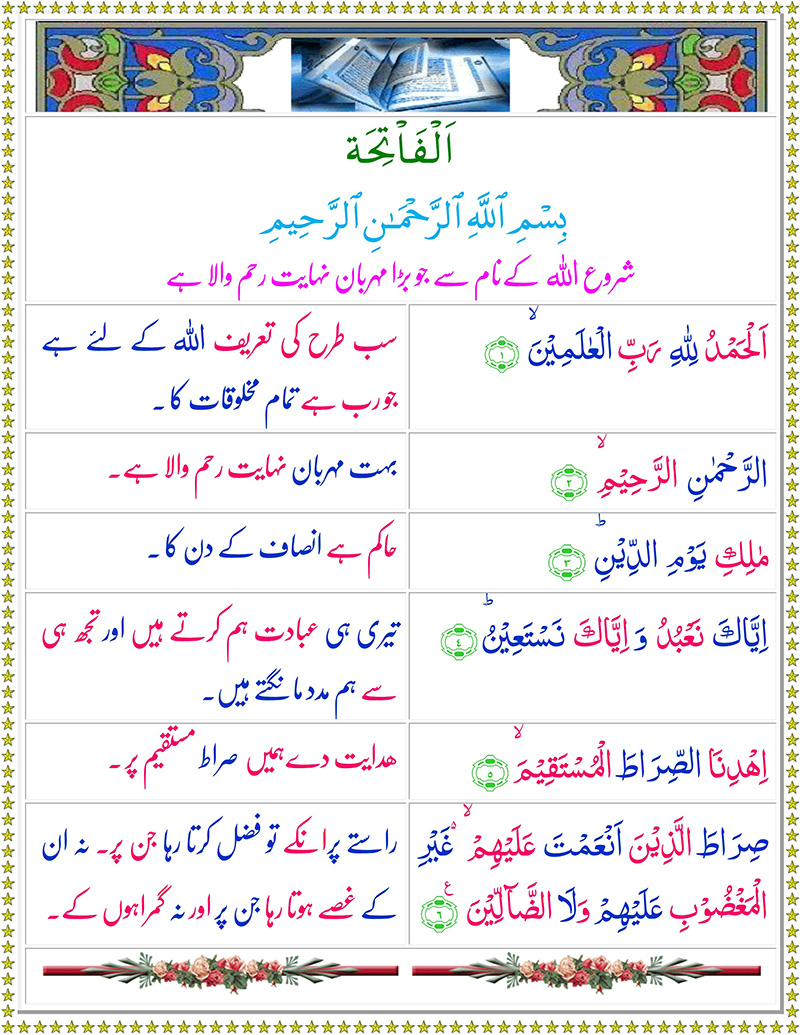 اَلْفَاْتِحَة
بِسْمِ ٱللَّهِ ٱلرَّحْمَـٰنِ ٱلرَّحِيمِ
شروع اللہ کے نام سے جو بڑا مہربان نہایت رحم والا ہے
اَلْحَمْدُ لِلّٰهِ رَبِّ الْعٰلَمِيْنَ ۙ ﴿١﴾
سب طرح کی تعریف اللہ کے لئے ہے
جو رب ہے تمام مخلوقات کا۔
الرَّحْمٰنِ الرَّحِيْمِ ۙ ﴿٢﴾
بہت مہربان نہایت رحم والا ہے۔
مٰلِكِ يَوْمِ الدِّيْنِ ؕ ﴿٣﴾
حاکم ہے انصاف کے دن کا۔
اِيَّاكَ نَعْبُدُ وَ اِيَّاكَ نَسْتَعِيْنُ ؕ ﴿٤﴾
تیری ہی عبادت ہم کرتے ہیں اور تجھ ہی
سے ہم مدد مانگتے ہیں۔
اِهْدِنَا الصِّرَاطَ الْمُسْتَقِيْمَ ۙ ﴿٥﴾
ھدایت دے ہمیں صراط مستقیم پر۔
صِرَاطَ الَّذِيْنَ اَنْعَمْتَ عَلَيْهِمْ ۙ۬ غَيْرِ
الْمَغْضُوْبِ عَلَيْهِمْ وَلَا الضَّآلِّيْنَ ﴿٦﴾ ع
راستے پر انکے تو فضل کرتا رہا جن پر۔ نہ ان
کے غصے ہوتا رہا جن پر اور نہ گمراہوں کے۔